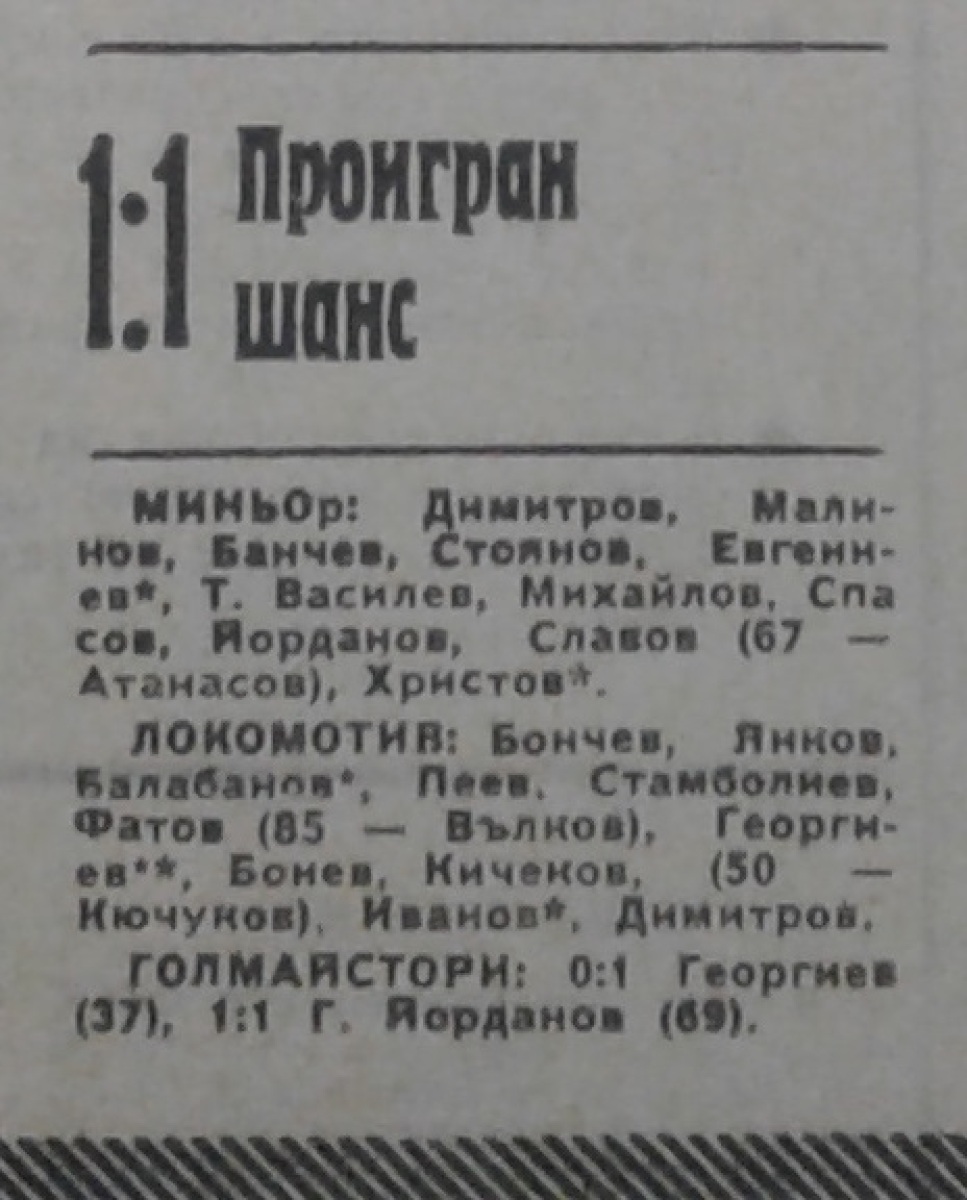 1:1 Проигран
шанс
МИНЬОр: Димитров, Мали-
нов, Банчев, Стоянов, Евгени-
ев*, Т. Василев, Михайлов, Спа
сов, Йорданов, Славов (67 —
Атанасов), Христов*.
ЛОКОМОТИВ: Бончев, Янков,
Балабанов*, Пеев, Стамболиев,
Фатов (85 — Вълков), Георги-
ев**, Бонев, Кичеков, (50 —
Кючуков), Иванов*, Димитров.
ГОЛМАЙСТОРИ: 0:1 Георгиев
(37), 1:1 Г. Йорданов (69).